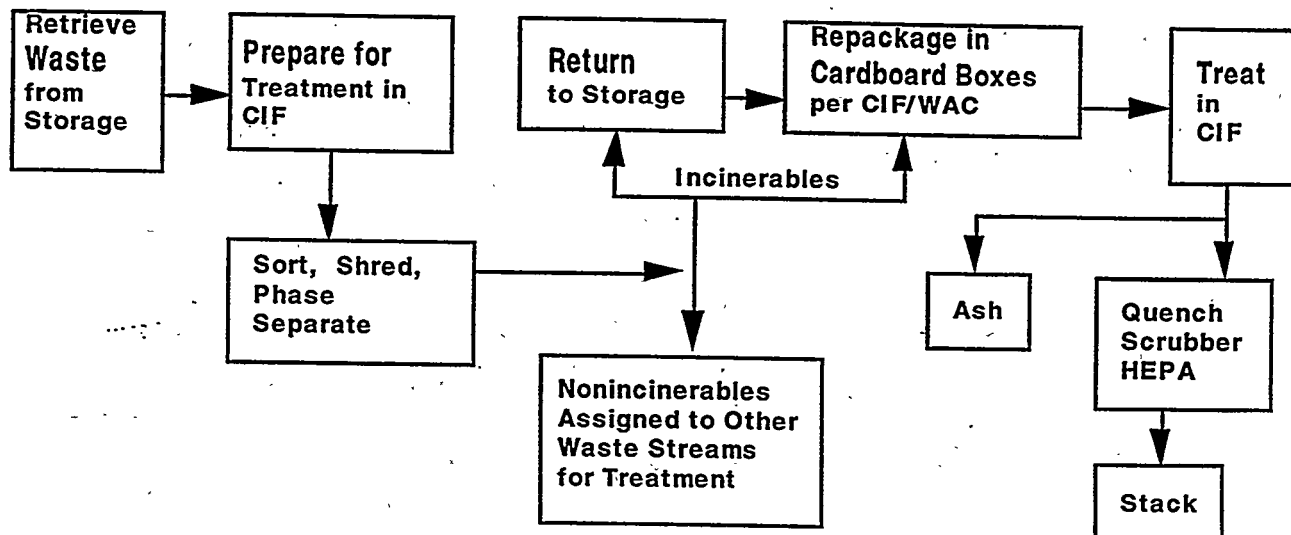 Retrieve
Waste
from
Storage
Prepare for
Treatment in
CIF
Return
to Storage
Repackage in
Cardboard Boxes
per CIF/WAC
Treat
in
CIF
Incinerables
Sort, Shred,
Phase
Separate
Ash
Quench
Scrubber
HEPA
Nonincinerables
Assigned to Other
Waste Streams
for Treatment
Stack